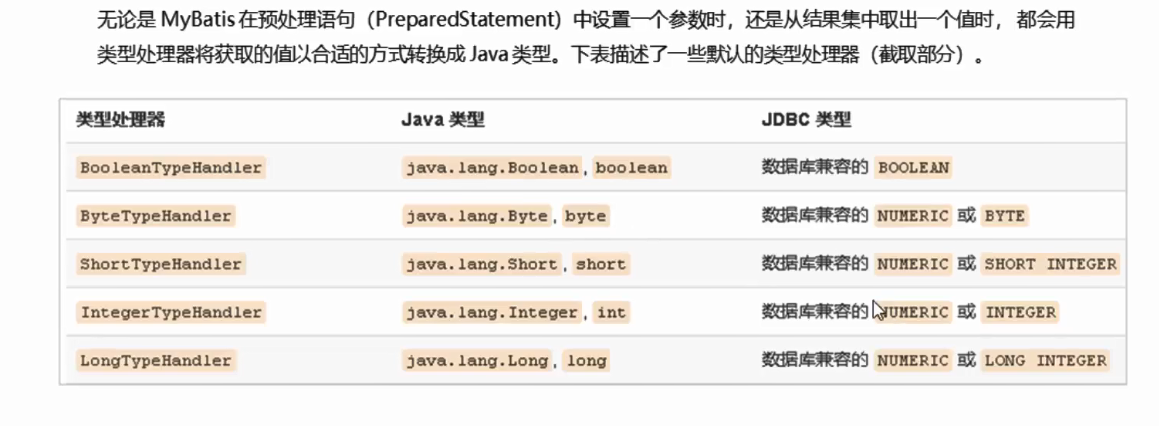 无论是 MyBatis 在预处理语句（PreparedStatement）中设置一个参数时，还是从结果集中取出一个值时， 都会用
类型处理器将获取的值以合适的方式转换成 Java 类型。下表描述了一些默认的类型处理器（截取部分）。
类型处理器 Java 类型 JDBC 类型
BooleanTypeHandler java.lang.Boolean, boolean 数据库兼容的 BOOLEAN
ByteTypeHandler java.lang.Byte, byte 数据库兼容的 NUMERIC 或 BYTE
ShortTypeHandler java.lang.Short, short 数据库兼容的 NUMERIC 或 SHORT INTEGER
IntegerTypeHandler java.lang.Integer, int 数据库兼容的 NUMERIC 或 INTEGER
LongTypeHandler java.lang.Long, long 数据库兼容的 NUMERIC 或 LONG INTEGER